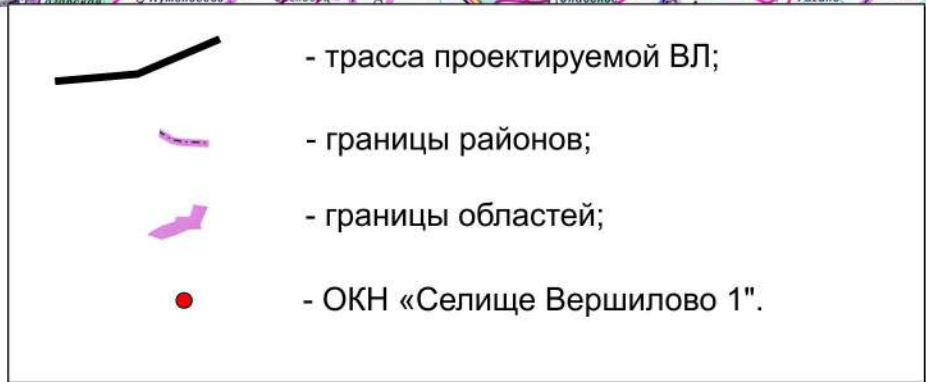 - трасса проектируемой ВЛ;
- границы районов;
- границы областей;
- ОКН «Селище Вершилово 1".